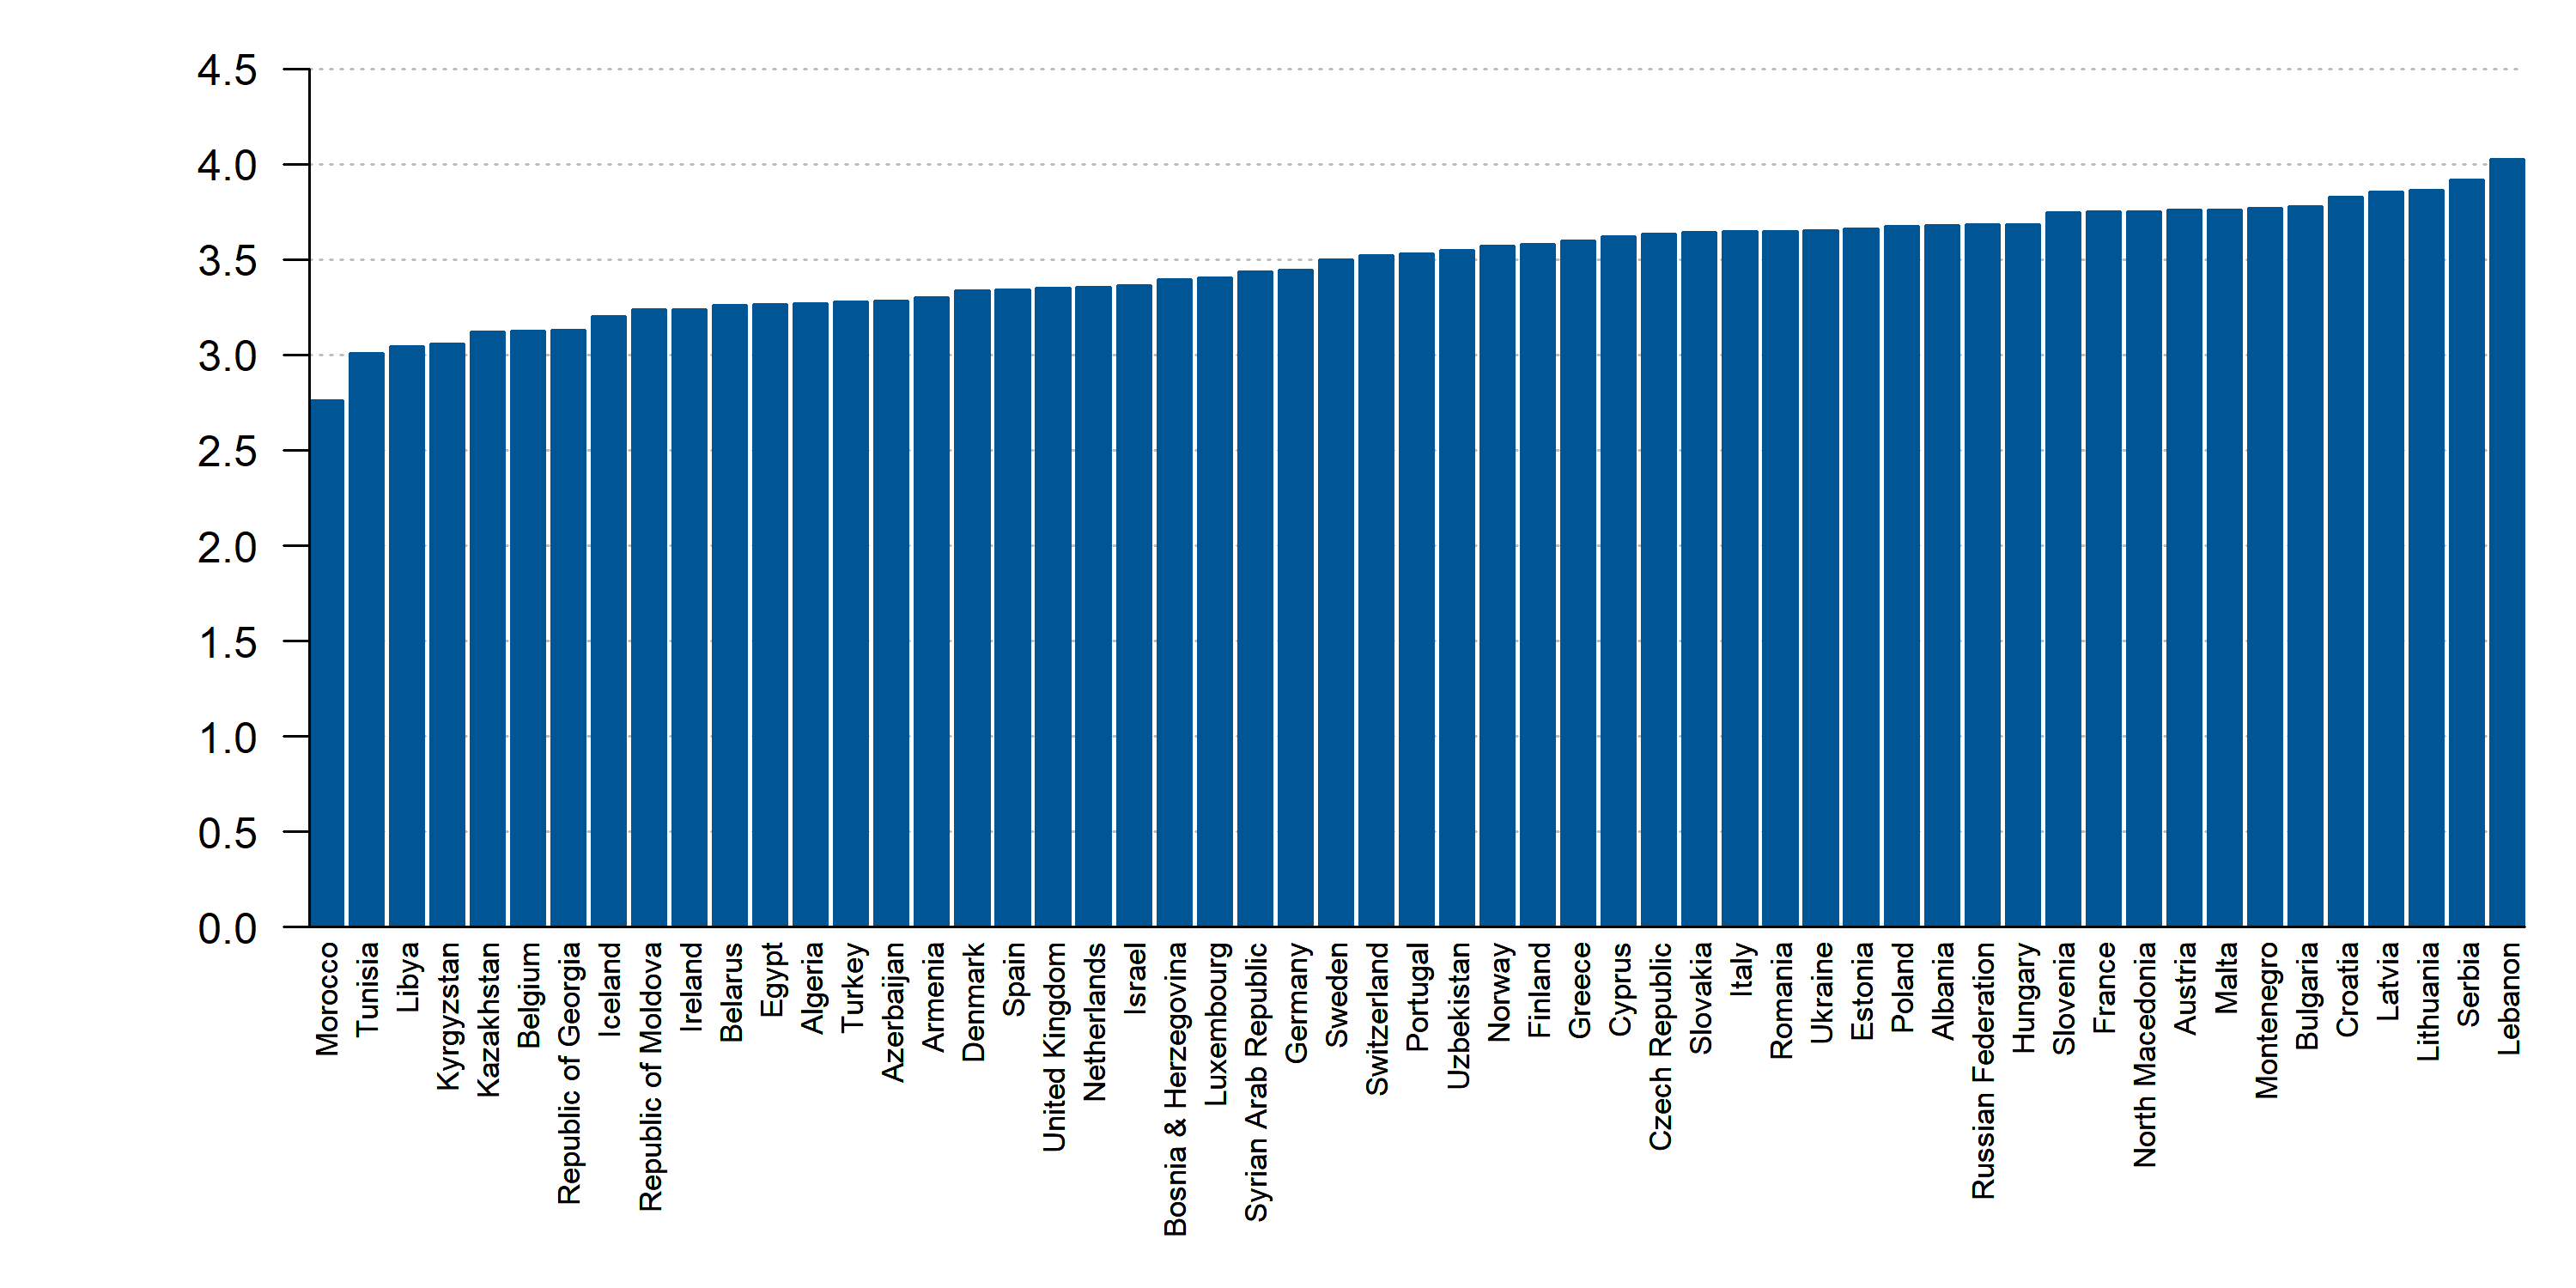 4.5
4.0
3.5
3.0
2.5
2.0
1.5
1.0
0.5
0.0
Morocco
Tunisia
Libya
Kyrgyzstan
Kazakhstan
Belgium
Republic of Georgia
Iceland
Republic of Moldova
Ireland
Belarus
Egypt
Algeria
Turkey
Azerbaijan
Armenia
Denmark
Spain
United Kingdom
Netherlands
Israel
Bosnia & Herzegovina
Luxembourg
Syrian Arab Republic
Germany
Sweden
Switzerland
Portugal
Uzbekistan
Norway
Finland
Greece
Cyprus
Czech Republic
Slovakia
Italy
Romania
Ukraine
Estonia
Poland
Albania
Russian Federation
Hungary
Slovenia
France
North Macedonia
Austria
Malta
Montenegro
Bulgaria
Croatia
Latvia
Lithuania
Serbia
Lebanon